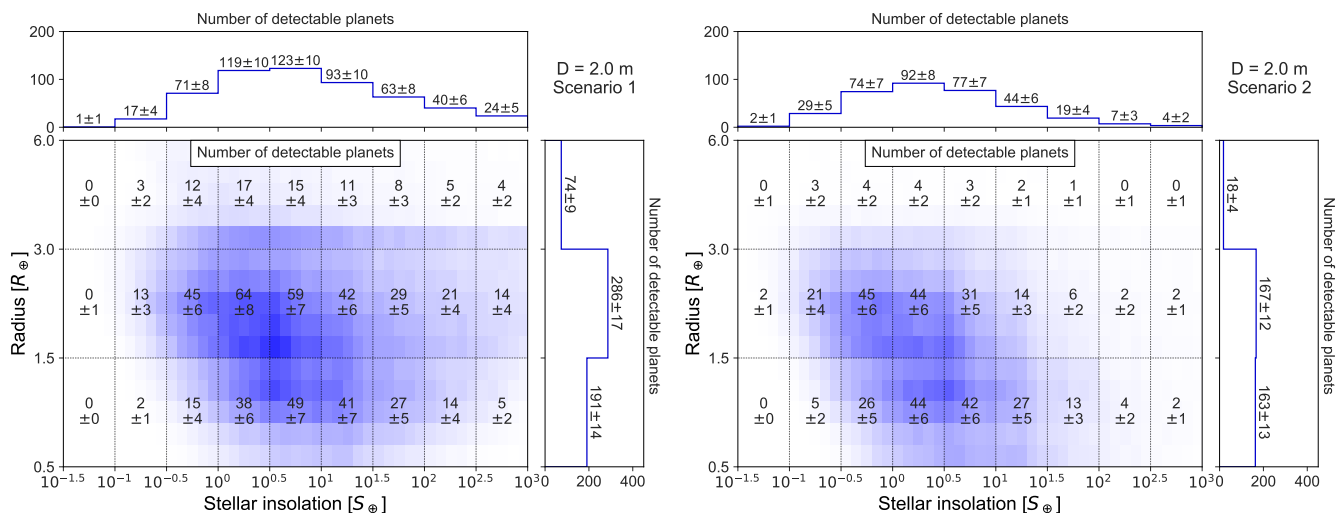 Number of detectable planets
200
100
0
1±1 17±4 71±8 119±10 123±10 93±10 63±8 40±6 24±5
D = 2.0 m
Scenario 1
Number of detectable planets
6.0
3.0
1.5
0.5
Radius [R⊕]
0 3 12 17 15 11 8 5 4
±0 ±2 ±4 ±4 ±4 ±3 ±3 ±2 ±2
0 13 45 64 59 42 29 21 14
±1 ±3 ±6 ±8 ±7 ±6 ±5 ±4 ±4
0 2 15 38 49 41 27 14 5
±0 ±1 ±4 ±6 ±7 ±7 ±5 ±4 ±2
10^−1.5 10^−1 10^−0.5 10^0 10^0.5 10^1 10^1.5 10^2 10^2.5 10^3
Stellar insolation [S⊕]
74±9
286±17
191±14
200 400
Number of detectable planets
Number of detectable planets
200
100
0
2±1 29±5 74±7 92±8 77±7 44±6 19±4 7±3 4±2
D = 2.0 m
Scenario 2
Number of detectable planets
6.0
3.0
1.5
0.5
Radius [R⊕]
0 3 4 4 3 2 1 0 0
±1 ±2 ±2 ±2 ±2 ±1 ±1 ±1 ±1
2 21 45 44 31 14 6 2 2
±1 ±4 ±6 ±6 ±5 ±3 ±2 ±2 ±1
0 5 26 44 42 27 13 4 2
±0 ±2 ±5 ±6 ±6 ±5 ±3 ±2 ±1
10^−1.5 10^−1 10^−0.5 10^0 10^0.5 10^1 10^1.5 10^2 10^2.5 10^3
Stellar insolation [S⊕]
18±4
167±12
163±13
200 400
Number of detectable planets